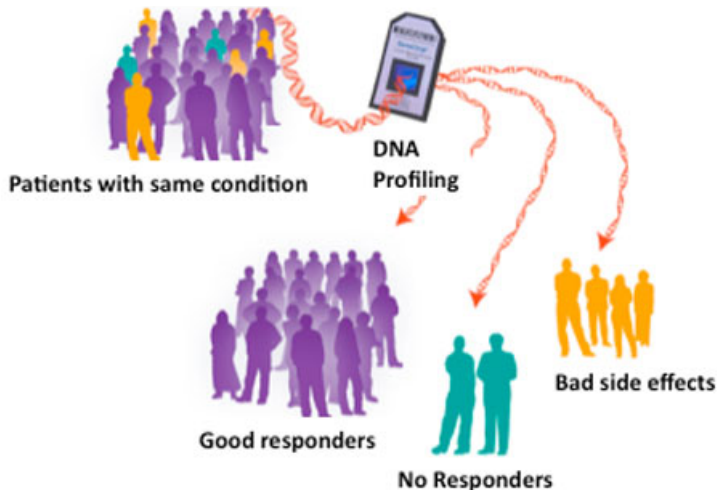 Patients with same condition
DNA
Profiling
Good responders
No Responders
Bad side effects